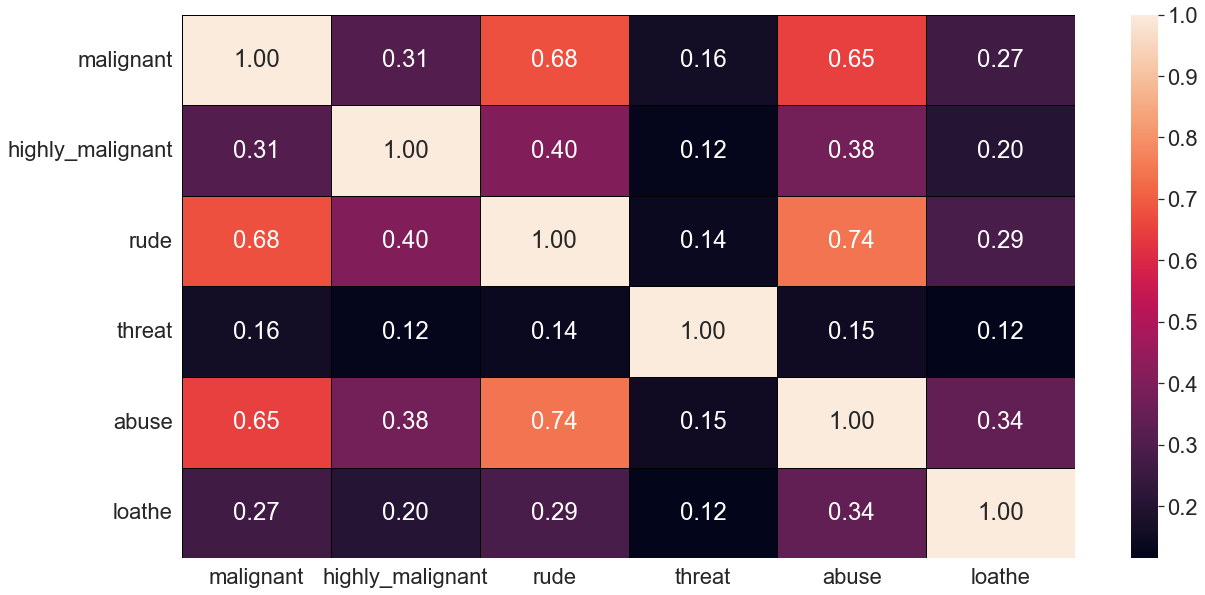 malignant 1.00 0.31 0.68 0.16 0.65 0.27
highly_malignant 0.31 1.00 0.40 0.12 0.38 0.20
rude 0.68 0.40 1.00 0.14 0.74 0.29
threat 0.16 0.12 0.14 1.00 0.15 0.12
abuse 0.65 0.38 0.74 0.15 1.00 0.34
loathe 0.27 0.20 0.29 0.12 0.34 1.00
malignant highly_malignant rude threat abuse loathe
1.0
0.9
0.8
0.7
0.6
0.5
0.4
0.3
0.2